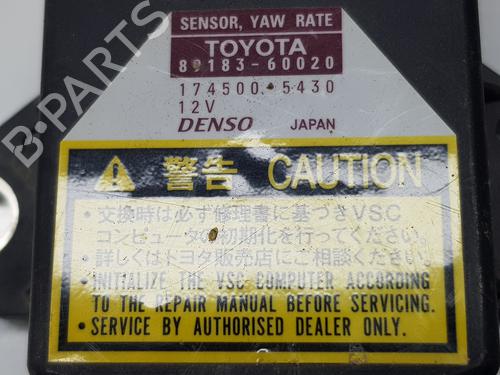 SENSOR, YAW RATE
TOYOTA
89183-60020
174500-5430
12V
DENSO JAPAN
警告 CAUTION
・交換時は必ず修理書に基づきVSC
コンピュータの初期化を行ってください。
・詳しくはトヨタ販売店にご相談ください。
•INITIALIZE THE VSC COMPUTER ACCORDING
TO THE REPAIR MANUAL BEFORE SERVICING.
•SERVICE BY AUTHORISED DEALER ONLY.
B-PARTS